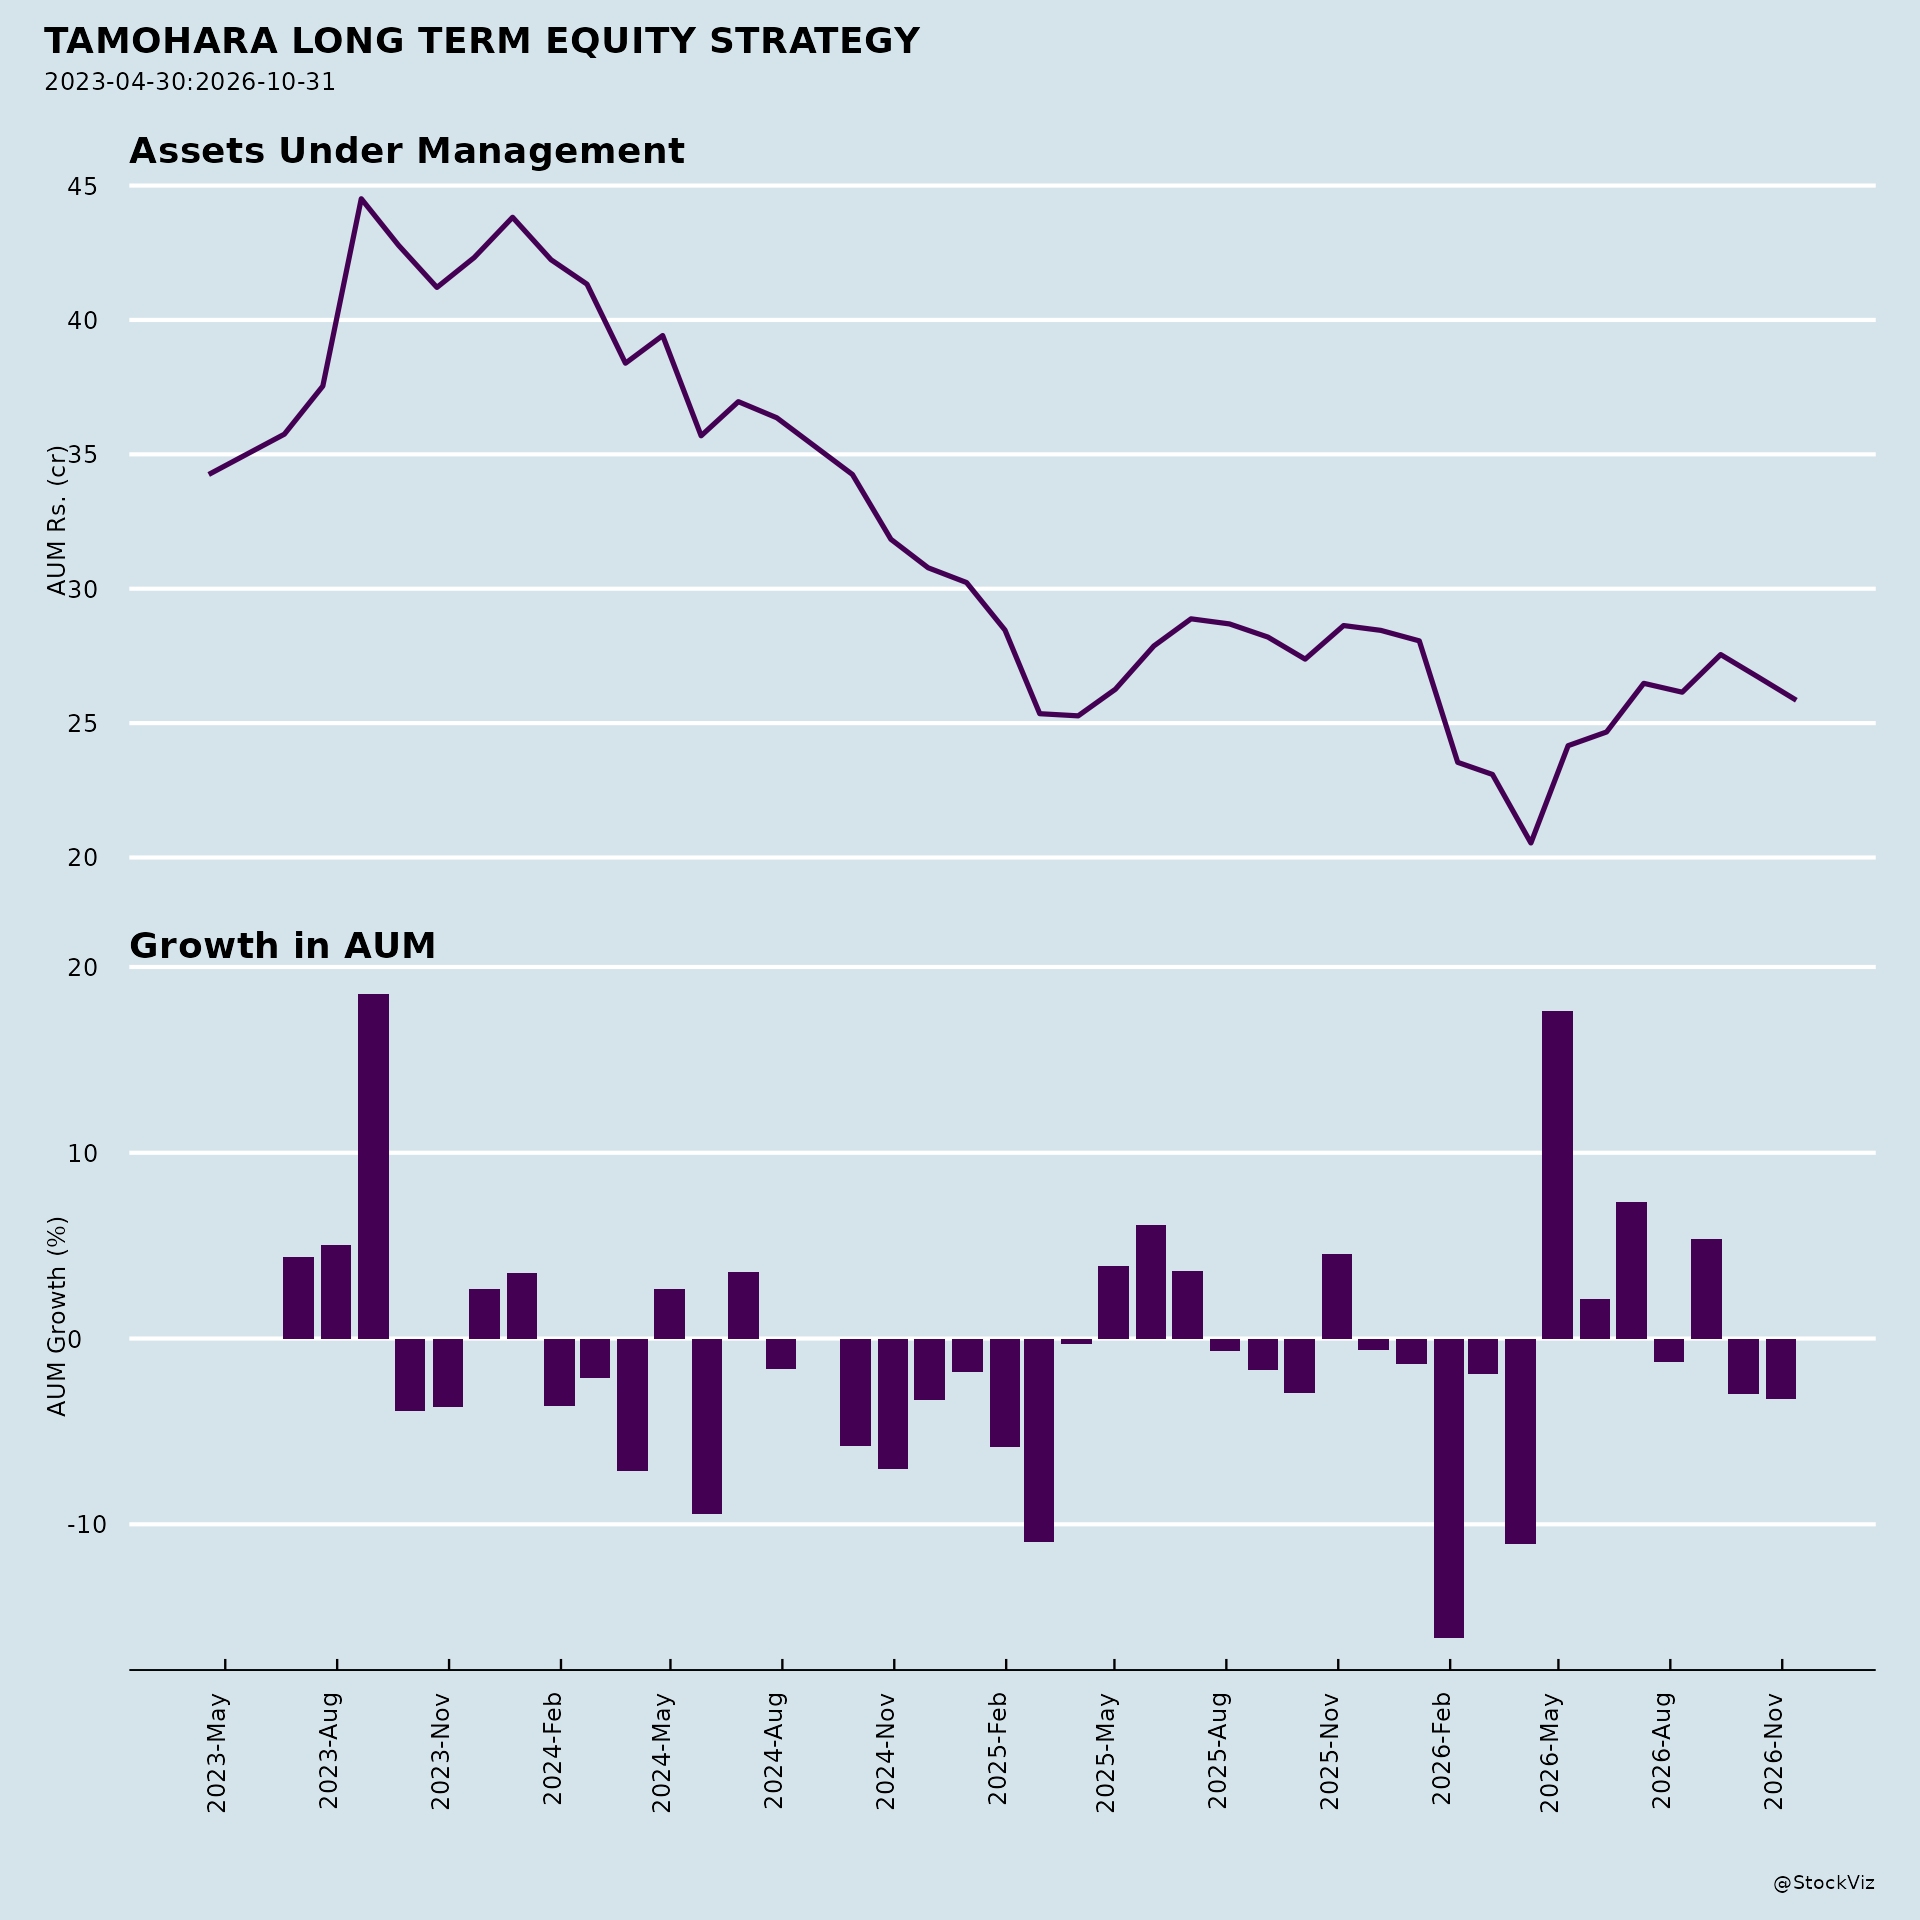 TAMOHARA LONG TERM EQUITY STRATEGY
2023-04-30:2026-10-31
Assets Under Management
AUM Rs. (cr)
45
40
35
30
25
20
Growth in AUM
AUM Growth (%)
20
10
0
-10
2023-May
2023-Aug
2023-Nov
2024-Feb
2024-May
2024-Aug
2024-Nov
2025-Feb
2025-May
2025-Aug
2025-Nov
2026-Feb
2026-May
2026-Aug
2026-Nov
@StockViz